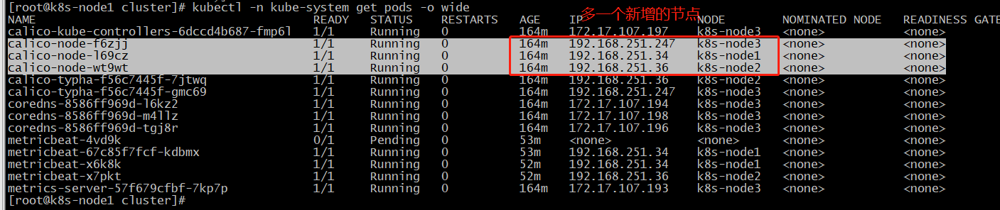 [root@k8s-node1 cluster]# kubectl -n kube-system get pods -o wide
多一个新增的节点
NAME READY STATUS RESTARTS AGE IP NODE NOMINATED NODE READINESS GATE
calico-kube-controllers-6dccd4b687-fmp6l 1/1 Running 0 164m 172.17.107.197 k8s-node3 <none> <none>
calico-node-f6zjj 1/1 Running 0 164m 192.168.251.247 k8s-node3 <none> <none>
calico-node-l69cz 1/1 Running 0 164m 192.168.251.34 k8s-node1 <none> <none>
calico-node-wt9wt 1/1 Running 0 164m 192.168.251.36 k8s-node2 <none> <none>
calico-typha-f56c7445f-7jtwq 1/1 Running 0 164m 192.168.251.36 k8s-node2 <none> <none>
calico-typha-f56c7445f-gmc69 1/1 Running 0 164m 192.168.251.247 k8s-node3 <none> <none>
coredns-8586ff969d-l6kz2 1/1 Running 0 164m 172.17.107.194 k8s-node3 <none> <none>
coredns-8586ff969d-m4llz 1/1 Running 0 164m 172.17.107.198 k8s-node3 <none> <none>
coredns-8586ff969d-tgj8r 1/1 Running 0 164m 172.17.107.196 k8s-node3 <none> <none>
metricbeat-4vd9k 0/1 Pending 0 53m <none> <none> <none> <none>
metricbeat-67c85f7fcf-kdbmx 1/1 Running 0 53m 192.168.251.34 k8s-node1 <none> <none>
metricbeat-x6k8k 1/1 Running 0 52m 192.168.251.34 k8s-node1 <none> <none>
metricbeat-x7pkt 1/1 Running 0 52m 192.168.251.36 k8s-node2 <none> <none>
metrics-server-57f679cfbf-7kp7p 1/1 Running 0 164m 172.17.107.193 k8s-node3 <none> <none>
[root@k8s-node1 cluster]#